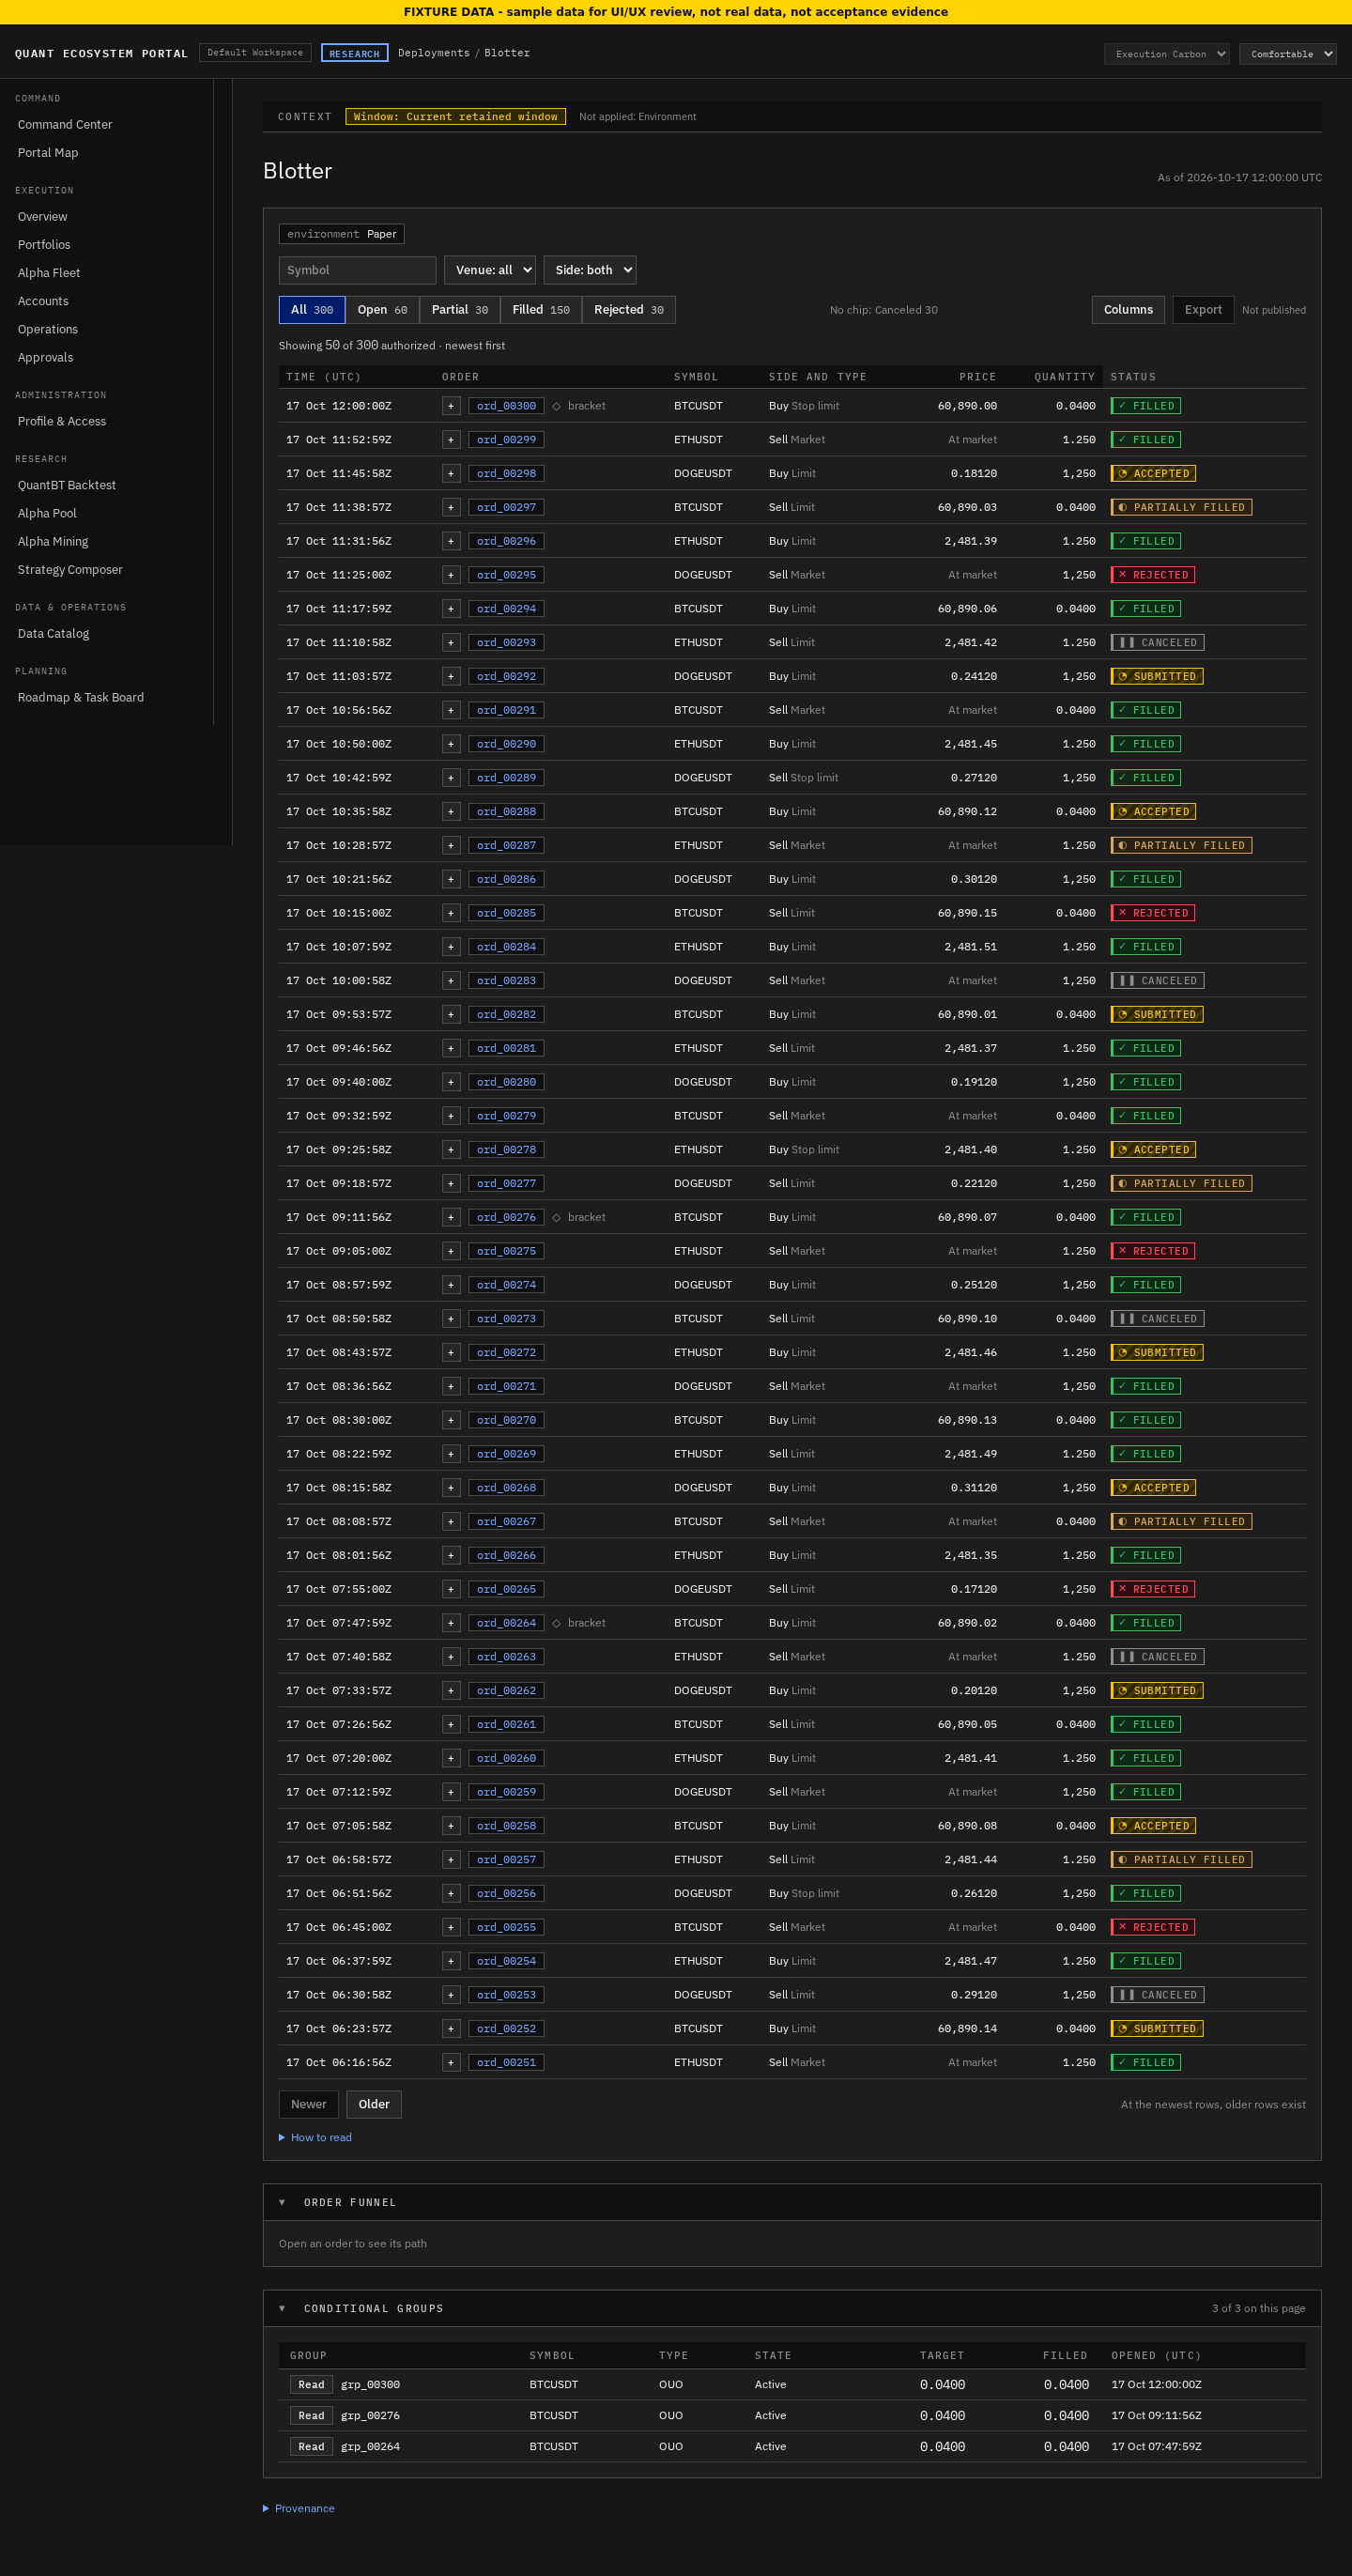 FIXTURE DATA - sample data for UI/UX review, not real data, not acceptance evidence
QUANT ECOSYSTEM PORTAL Default Workspace RESEARCH Deployments / Blotter Execution Carbon Comfortable
COMMAND
Command Center
Portal Map
EXECUTION
Overview
Portfolios
Alpha Fleet
Accounts
Operations
Approvals
ADMINISTRATION
Profile & Access
RESEARCH
QuantBT Backtest
Alpha Pool
Alpha Mining
Strategy Composer
DATA & OPERATIONS
Data Catalog
PLANNING
Roadmap & Task Board
CONTEXT Window: Current retained window Not applied: Environment
Blotter As of 2026-10-17 12:00:00 UTC
environment Paper
Symbol Venue: all Side: both
All 300 Open 60 Partial 30 Filled 150 Rejected 30 No chip: Canceled 30 Columns Export Not published
Showing 50 of 300 authorized · newest first
TIME (UTC) ORDER SYMBOL SIDE AND TYPE PRICE QUANTITY STATUS
17 Oct 12:00:00Z + ord_00300 ◇ bracket BTCUSDT Buy Stop limit 60,890.00 0.0400 ✓ FILLED
17 Oct 11:52:59Z + ord_00299 ETHUSDT Sell Market At market 1.250 ✓ FILLED
17 Oct 11:45:58Z + ord_00298 DOGEUSDT Buy Limit 0.18120 1,250 ◔ ACCEPTED
17 Oct 11:38:57Z + ord_00297 BTCUSDT Sell Limit 60,890.03 0.0400 ◐ PARTIALLY FILLED
17 Oct 11:31:56Z + ord_00296 ETHUSDT Buy Limit 2,481.39 1.250 ✓ FILLED
17 Oct 11:25:00Z + ord_00295 DOGEUSDT Sell Market At market 1,250 ✕ REJECTED
17 Oct 11:17:59Z + ord_00294 BTCUSDT Buy Limit 60,890.06 0.0400 ✓ FILLED
17 Oct 11:10:58Z + ord_00293 ETHUSDT Sell Limit 2,481.42 1.250 ❚❚ CANCELED
17 Oct 11:03:57Z + ord_00292 DOGEUSDT Buy Limit 0.24120 1,250 ◔ SUBMITTED
17 Oct 10:56:56Z + ord_00291 BTCUSDT Sell Market At market 0.0400 ✓ FILLED
17 Oct 10:50:00Z + ord_00290 ETHUSDT Buy Limit 2,481.45 1.250 ✓ FILLED
17 Oct 10:42:59Z + ord_00289 DOGEUSDT Sell Stop limit 0.27120 1,250 ✓ FILLED
17 Oct 10:35:58Z + ord_00288 BTCUSDT Buy Limit 60,890.12 0.0400 ◔ ACCEPTED
17 Oct 10:28:57Z + ord_00287 ETHUSDT Sell Market At market 1.250 ◐ PARTIALLY FILLED
17 Oct 10:21:56Z + ord_00286 DOGEUSDT Buy Limit 0.30120 1,250 ✓ FILLED
17 Oct 10:15:00Z + ord_00285 BTCUSDT Sell Limit 60,890.15 0.0400 ✕ REJECTED
17 Oct 10:07:59Z + ord_00284 ETHUSDT Buy Limit 2,481.51 1.250 ✓ FILLED
17 Oct 10:00:58Z + ord_00283 DOGEUSDT Sell Market At market 1,250 ❚❚ CANCELED
17 Oct 09:53:57Z + ord_00282 BTCUSDT Buy Limit 60,890.01 0.0400 ◔ SUBMITTED
17 Oct 09:46:56Z + ord_00281 ETHUSDT Sell Limit 2,481.37 1.250 ✓ FILLED
17 Oct 09:40:00Z + ord_00280 DOGEUSDT Buy Limit 0.19120 1,250 ✓ FILLED
17 Oct 09:32:59Z + ord_00279 BTCUSDT Sell Market At market 0.0400 ✓ FILLED
17 Oct 09:25:58Z + ord_00278 ETHUSDT Buy Stop limit 2,481.40 1.250 ◔ ACCEPTED
17 Oct 09:18:57Z + ord_00277 DOGEUSDT Sell Limit 0.22120 1,250 ◐ PARTIALLY FILLED
17 Oct 09:11:56Z + ord_00276 ◇ bracket BTCUSDT Buy Limit 60,890.07 0.0400 ✓ FILLED
17 Oct 09:05:00Z + ord_00275 ETHUSDT Sell Market At market 1.250 ✕ REJECTED
17 Oct 08:57:59Z + ord_00274 DOGEUSDT Buy Limit 0.25120 1,250 ✓ FILLED
17 Oct 08:50:58Z + ord_00273 BTCUSDT Sell Limit 60,890.10 0.0400 ❚❚ CANCELED
17 Oct 08:43:57Z + ord_00272 ETHUSDT Buy Limit 2,481.46 1.250 ◔ SUBMITTED
17 Oct 08:36:56Z + ord_00271 DOGEUSDT Sell Market At market 1,250 ✓ FILLED
17 Oct 08:30:00Z + ord_00270 BTCUSDT Buy Limit 60,890.13 0.0400 ✓ FILLED
17 Oct 08:22:59Z + ord_00269 ETHUSDT Sell Limit 2,481.49 1.250 ✓ FILLED
17 Oct 08:15:58Z + ord_00268 DOGEUSDT Buy Limit 0.31120 1,250 ◔ ACCEPTED
17 Oct 08:08:57Z + ord_00267 BTCUSDT Sell Market At market 0.0400 ◐ PARTIALLY FILLED
17 Oct 08:01:56Z + ord_00266 ETHUSDT Buy Limit 2,481.35 1.250 ✓ FILLED
17 Oct 07:55:00Z + ord_00265 DOGEUSDT Sell Limit 0.17120 1,250 ✕ REJECTED
17 Oct 07:47:59Z + ord_00264 ◇ bracket BTCUSDT Buy Limit 60,890.02 0.0400 ✓ FILLED
17 Oct 07:40:58Z + ord_00263 ETHUSDT Sell Market At market 1.250 ❚❚ CANCELED
17 Oct 07:33:57Z + ord_00262 DOGEUSDT Buy Limit 0.20120 1,250 ◔ SUBMITTED
17 Oct 07:26:56Z + ord_00261 BTCUSDT Sell Limit 60,890.05 0.0400 ✓ FILLED
17 Oct 07:20:00Z + ord_00260 ETHUSDT Buy Limit 2,481.41 1.250 ✓ FILLED
17 Oct 07:12:59Z + ord_00259 DOGEUSDT Sell Market At market 1,250 ✓ FILLED
17 Oct 07:05:58Z + ord_00258 BTCUSDT Buy Limit 60,890.08 0.0400 ◔ ACCEPTED
17 Oct 06:58:57Z + ord_00257 ETHUSDT Sell Limit 2,481.44 1.250 ◐ PARTIALLY FILLED
17 Oct 06:51:56Z + ord_00256 DOGEUSDT Buy Stop limit 0.26120 1,250 ✓ FILLED
17 Oct 06:45:00Z + ord_00255 BTCUSDT Sell Market At market 0.0400 ✕ REJECTED
17 Oct 06:37:59Z + ord_00254 ETHUSDT Buy Limit 2,481.47 1.250 ✓ FILLED
17 Oct 06:30:58Z + ord_00253 DOGEUSDT Sell Limit 0.29120 1,250 ❚❚ CANCELED
17 Oct 06:23:57Z + ord_00252 BTCUSDT Buy Limit 60,890.14 0.0400 ◔ SUBMITTED
17 Oct 06:16:56Z + ord_00251 ETHUSDT Sell Market At market 1.250 ✓ FILLED
Newer Older At the newest rows, older rows exist
▶ How to read
▼ ORDER FUNNEL
Open an order to see its path
▼ CONDITIONAL GROUPS 3 of 3 on this page
GROUP SYMBOL TYPE STATE TARGET FILLED OPENED (UTC)
Read grp_00300 BTCUSDT OUO Active 0.0400 0.0400 17 Oct 12:00:00Z
Read grp_00276 BTCUSDT OUO Active 0.0400 0.0400 17 Oct 09:11:56Z
Read grp_00264 BTCUSDT OUO Active 0.0400 0.0400 17 Oct 07:47:59Z
▶ Provenance